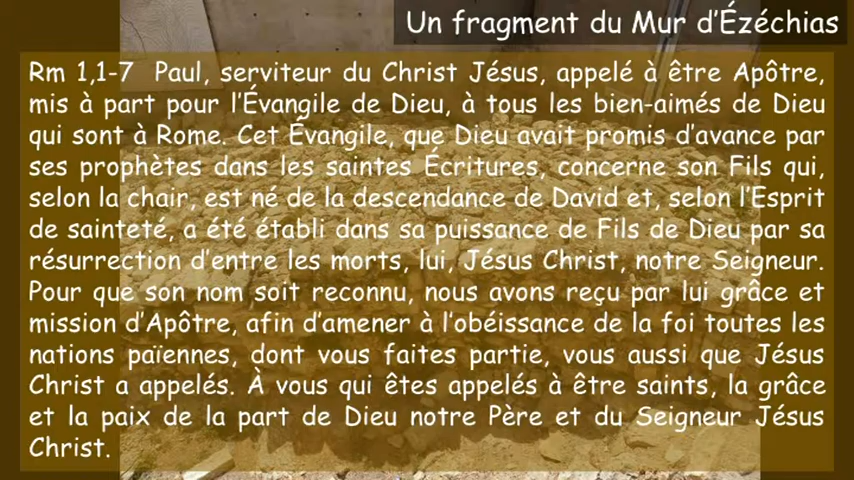 Un fragment du Mur d'Ézéchias
Rm 1,1-7 Paul, serviteur du Christ Jésus, appelé à être Apôtre,
mis à part pour l'Évangile de Dieu, à tous les bien-aimés de Dieu
qui sont à Rome. Cet Évangile, que Dieu avait promis d'avance par
ses prophètes dans les saintes Écritures, concerne son Fils qui,
selon la chair, est né de la descendance de David et, selon l'Esprit
de sainteté, a été établi dans sa puissance de Fils de Dieu par sa
résurrection d'entre les morts, lui, Jésus Christ, notre Seigneur.
Pour que son nom soit reconnu, nous avons reçu par lui grâce et
mission d'Apôtre, afin d'amener à l'obéissance de la foi toutes les
nations païennes, dont vous faites partie, vous aussi que Jésus
Christ a appelés. À vous qui êtes appelés à être saints, la grâce
et la paix de la part de Dieu notre Père et du Seigneur Jésus
Christ.